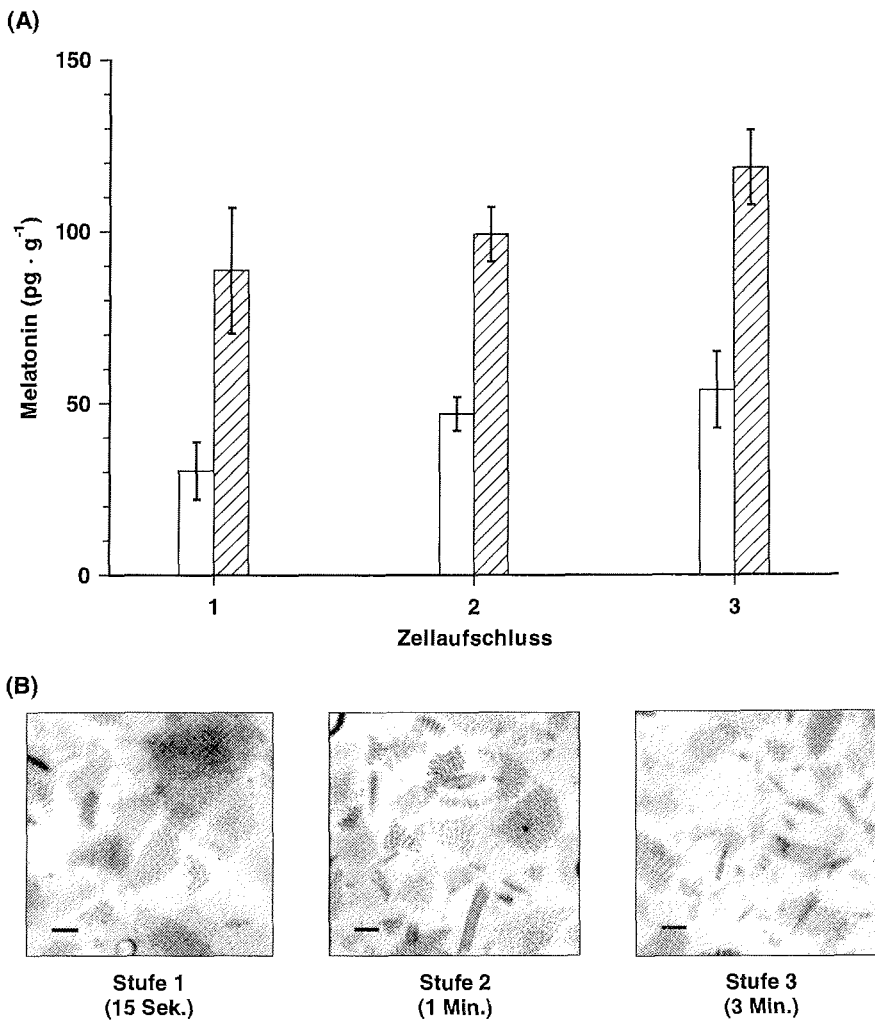 (A)
150
100
50
0
Melatonin (pg · g⁻¹)
1 2 3
Zellaufschluss
(B)
Stufe 1 Stufe 2 Stufe 3
(15 Sek.) (1 Min.) (3 Min.)